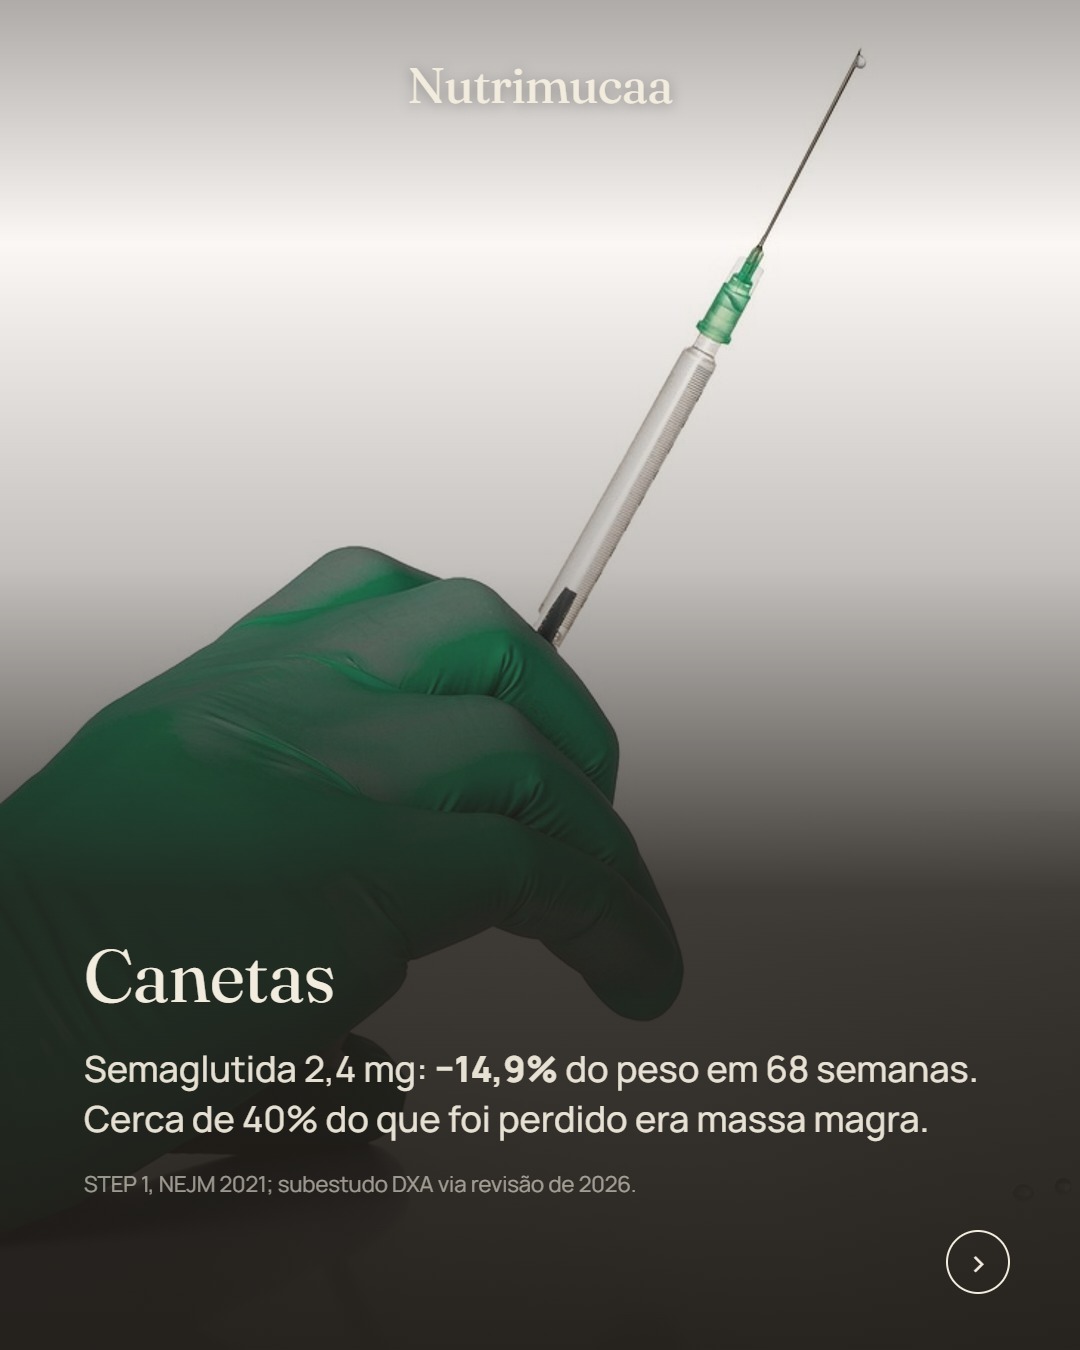 Nutrimucaa
Canetas
Semaglutida 2,4 mg: −14,9% do peso em 68 semanas.
Cerca de 40% do que foi perdido era massa magra.
STEP 1, NEJM 2021; subestudo DXA via revisão de 2026.